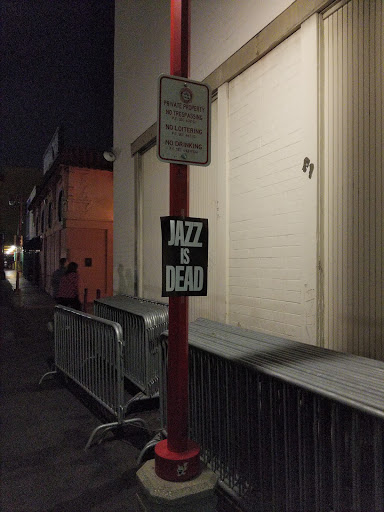 PRIVATE PROPERTY
NO TRESPASSING
NO LOITERING
NO DRINKING
JAZZ
IS
DEAD